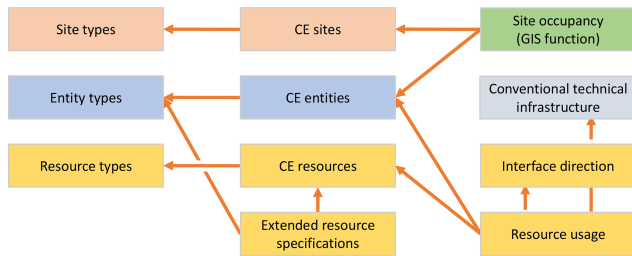 Site types
CE sites
Site occupancy
(GIS function)
Entity types
CE entities
Conventional technical
infrastructure
Resource types
CE resources
Interface direction
Extended resource
specifications
Resource usage